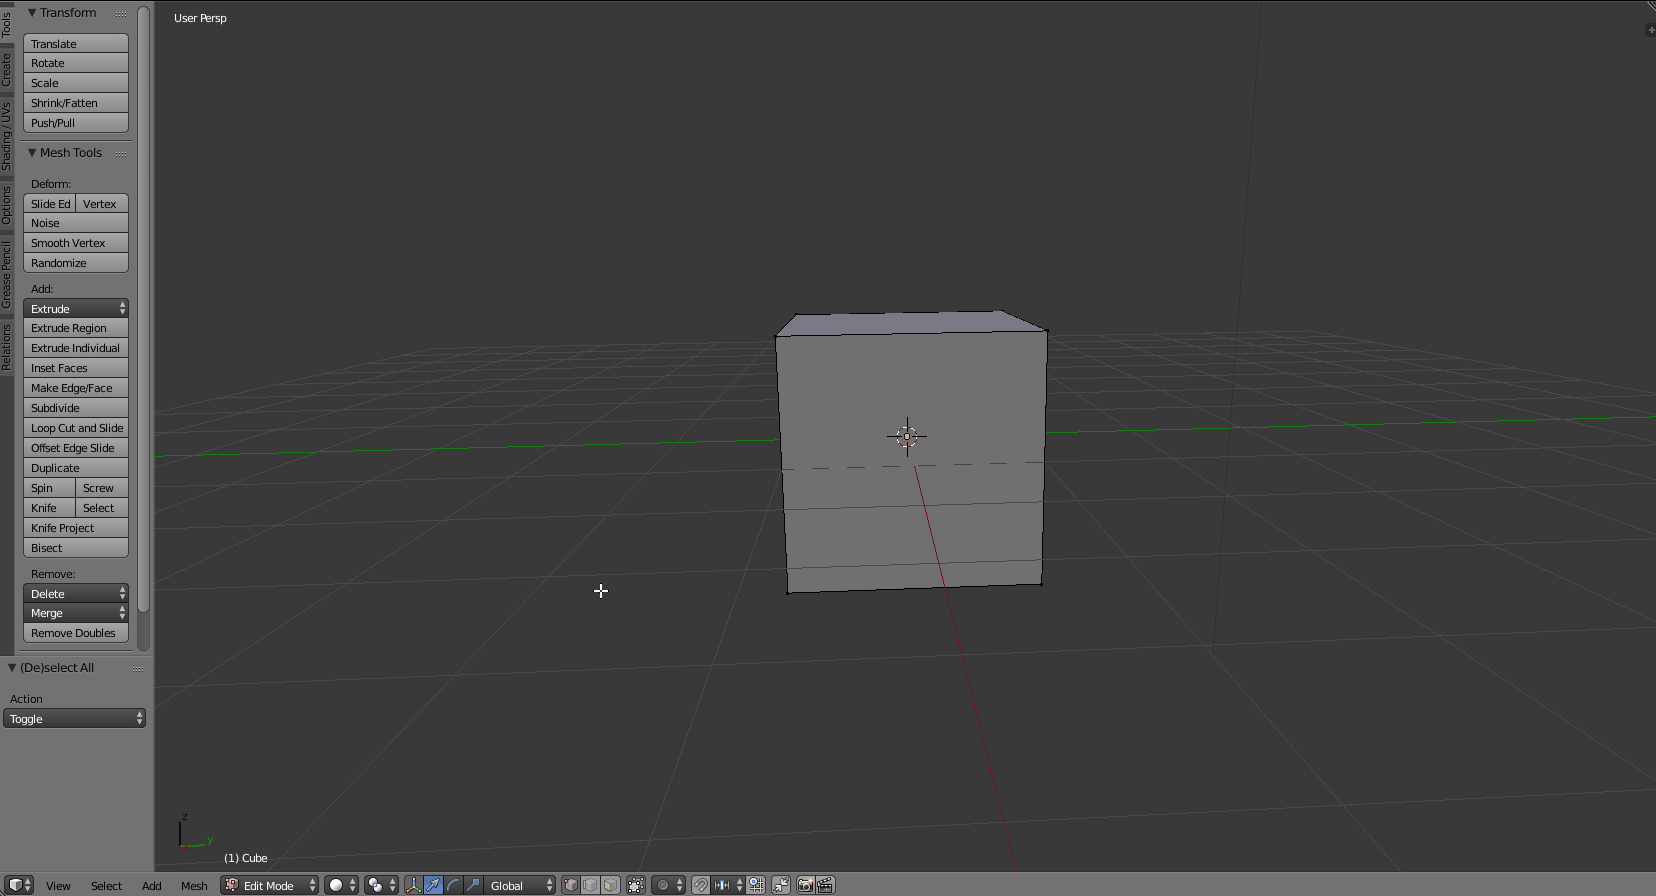 Tools
Create
Shading / UVs
Options
Grease Pencil
Relations
Transform
Translate
Rotate
Scale
Shrink/Fatten
Push/Pull
Mesh Tools
Deform:
Slide Ed Vertex
Noise
Smooth Vertex
Randomize
Add:
Extrude
Extrude Region
Extrude Individual
Inset Faces
Make Edge/Face
Subdivide
Loop Cut and Slide
Offset Edge Slide
Duplicate
Spin Screw
Knife Select
Knife Project
Bisect
Remove:
Delete
Merge
Remove Doubles
(De)select All
Action
Toggle
User Persp
z
y
(1) Cube
View Select Add Mesh Edit Mode Global